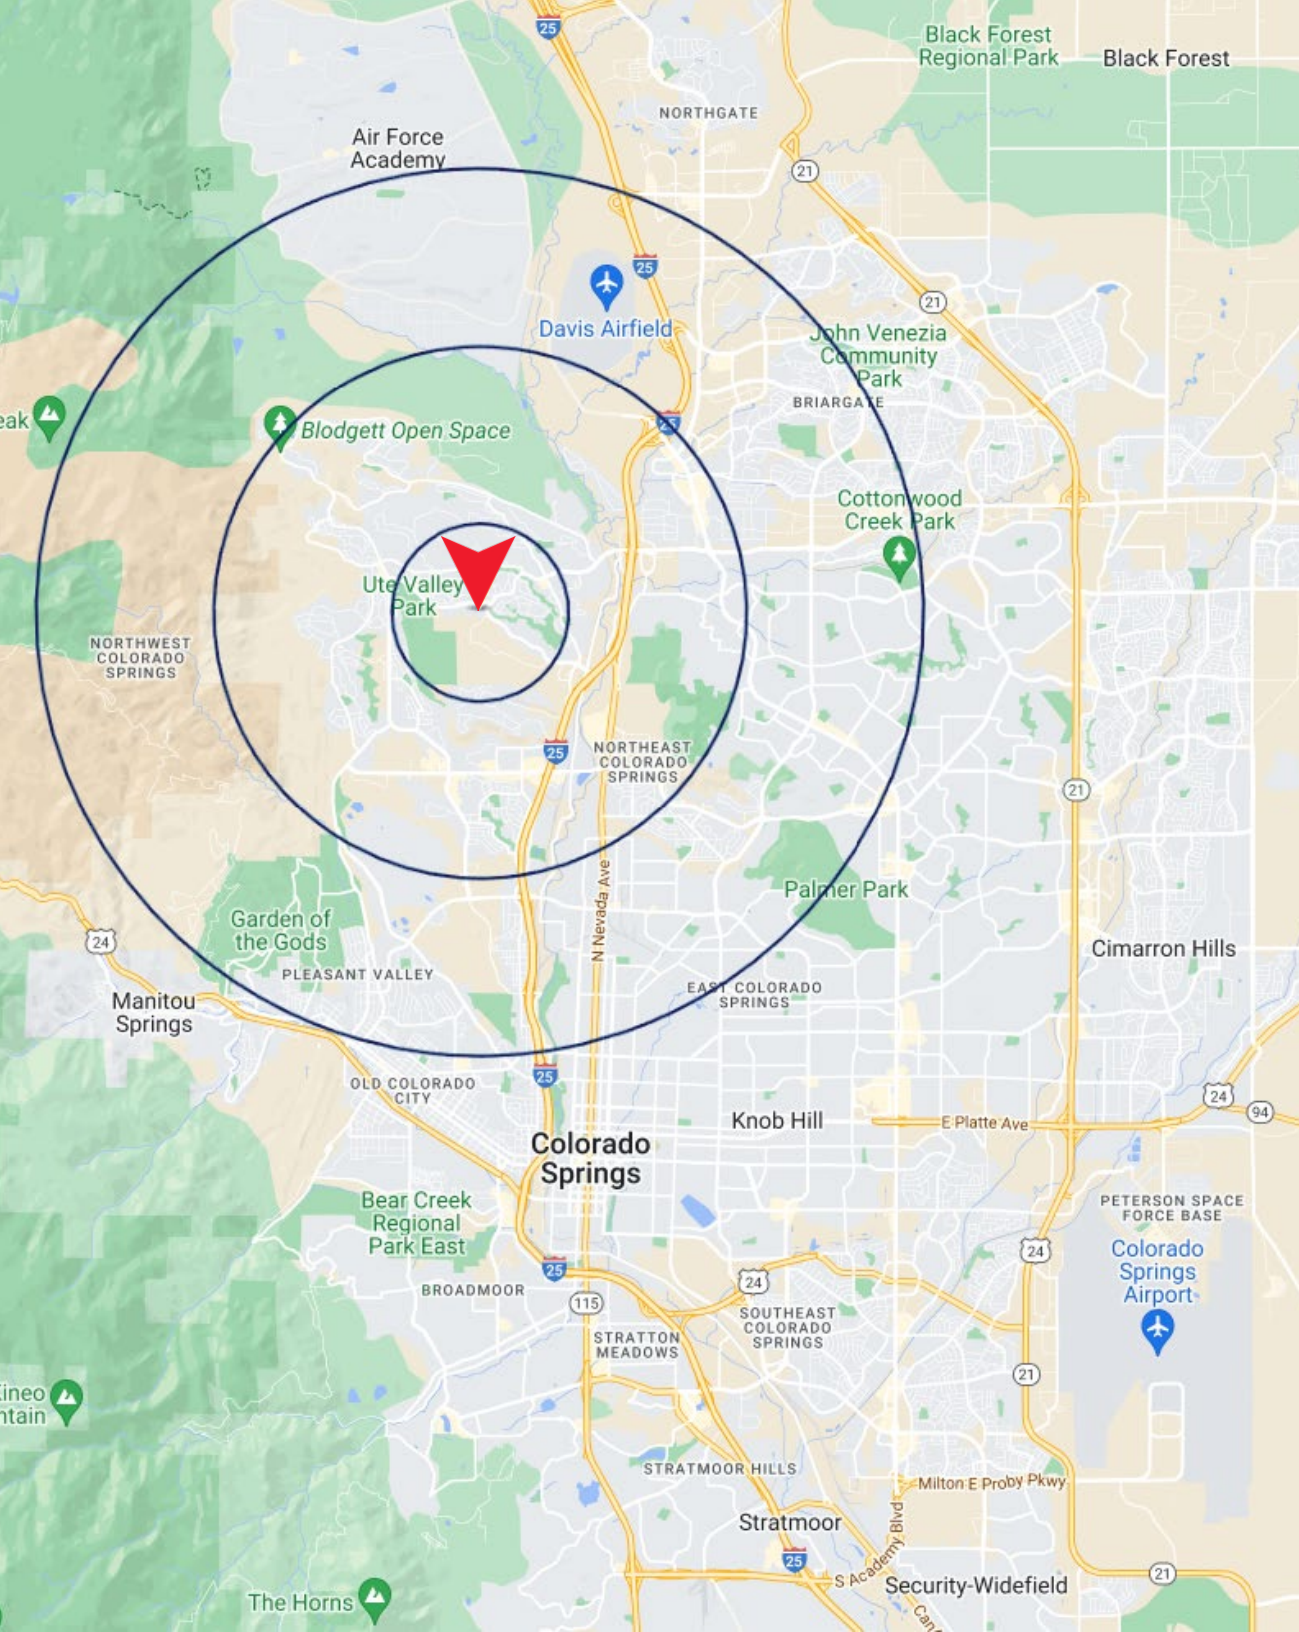 25
Black Forest
Regional Park
Black Forest
NORTHGATE
Air Force
Academy
21
25
Davis Airfield
21
John Venezia
Community
Park
BRIARGATE
eak
Blodgett Open Space
25
Cottonwood
Creek Park
Ute Valley
Park
NORTHWEST
COLORADO
SPRINGS
25
NORTHEAST
COLORADO
SPRINGS
21
N Nevada Ave
Palmer Park
Garden of
the Gods
24
Cimarron Hills
PLEASANT VALLEY
EAST COLORADO
SPRINGS
Manitou
Springs
25
OLD COLORADO
CITY
24
94
Knob Hill
E Platte Ave
Colorado
Springs
Bear Creek
Regional
Park East
PETERSON SPACE
FORCE BASE
24
Colorado
Springs
Airport
25
BROADMOOR
24
115
SOUTHEAST
COLORADO
SPRINGS
STRATTON
MEADOWS
21
ineo
ntain
STRATMOOR HILLS
Milton E Proby Pkwy
Stratmoor
25
S Academy Blvd
21
Security-Widefield
The Horns
Can